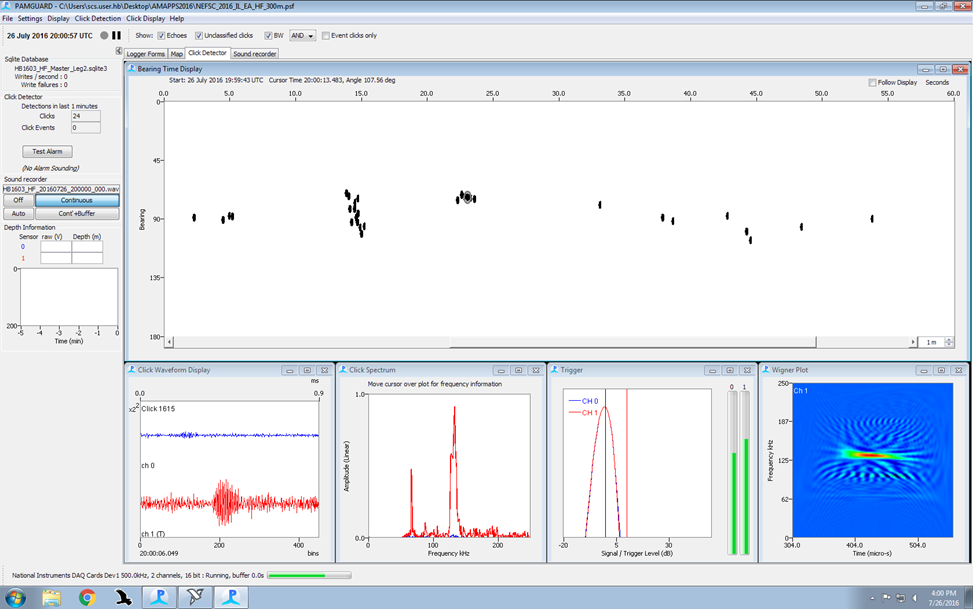 PAMGUARD - C:\Users\scs.user.hb\Desktop\AMAPPS2016\NEFSC_2016_IL_EA_HF_300m.psf
File Settings Display Click Detection Click Display Help
26 July 2016 20:00:57 UTC
Show: Echoes Unclassified clicks BW AND Event clicks only
Sqlite Database
HB1603_HF_Master_Leg2.sqlite3
Writes / second : 0
Write failures : 0
Click Detector
Detections in last 1 minutes
Clicks 24
Click Events 0
Test Alarm
(No Alarm Sounding)
Sound recorder
HB1603_HF_20160726_200000_000.wav
Off Continuous
Auto Cont'+Buffer
Depth Information
Sensor raw (V) Depth (m)
0
1
0
200
-5 -4 -3 -2 -1 0
Time (min)
Logger Forms Map Click Detector Sound recorder
Bearing Time Display
Start: 26 July 2016 19:59:43 UTC Cursor Time 20:00:13.483, Angle 107.56 deg
Follow Display Seconds
0.0 5.0 10.0 15.0 20.0 25.0 30.0 35.0 40.0 45.0 50.0 55.0 60.0
0
45
90
135
180
Bearing
1 m
Click Waveform Display
ms
0.0 0.9
x2^2
Click 1615
ch 0
ch 1 (T)
0 200 400
20:00:06.049 bins
Click Spectrum
Move cursor over plot for frequency information
1.0
0.0
Amplitude (Linear)
0 100 200
Frequency kHz
Trigger
CH 0
CH 1
0 1
-20 5 30
Signal / Trigger Level (dB)
Wigner Plot
Ch 1
250
187
125
62
0
Frequency kHz
304.0 404.0 504.0
Time (micro-s)
National Instruments DAQ Cards Dev1 500.0kHz, 2 channels, 16 bit : Running, buffer 0.0s
4:00 PM
7/26/2016